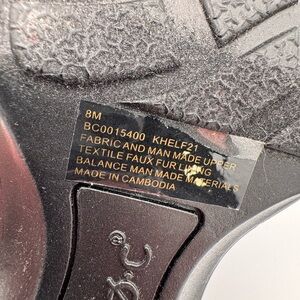 8M
BC0015400 KHELF21
FABRIC AND MAN MADE UPPER
TEXTILE FAUX FUR LINING
BALANCE MAN MADE MATERIALS
MADE IN CAMBODIA
b.o.c
®